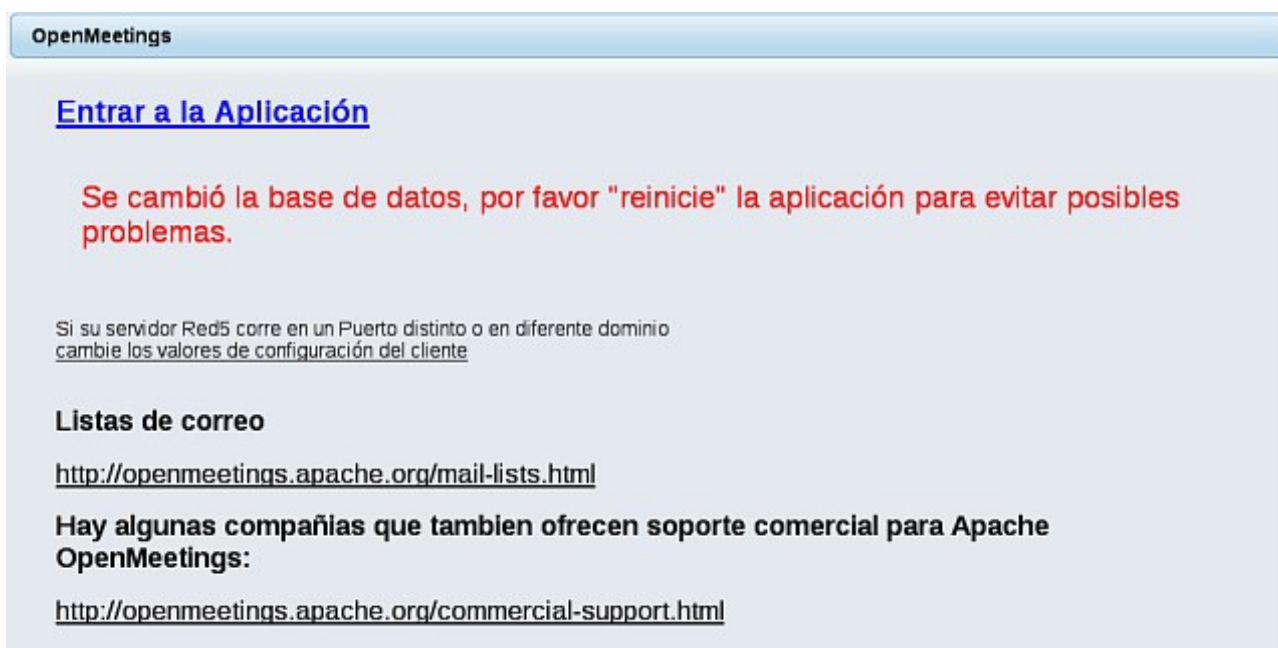 OpenMeetings
Entrar a la Aplicación
Se cambió la base de datos, por favor "reinicie" la aplicación para evitar posibles
problemas.
Si su servidor Red5 corre en un Puerto distinto o en diferente dominio
cambie los valores de configuración del cliente
Listas de correo
http://openmeetings.apache.org/mail-lists.html
Hay algunas compañias que tambien ofrecen soporte comercial para Apache
OpenMeetings:
http://openmeetings.apache.org/commercial-support.html